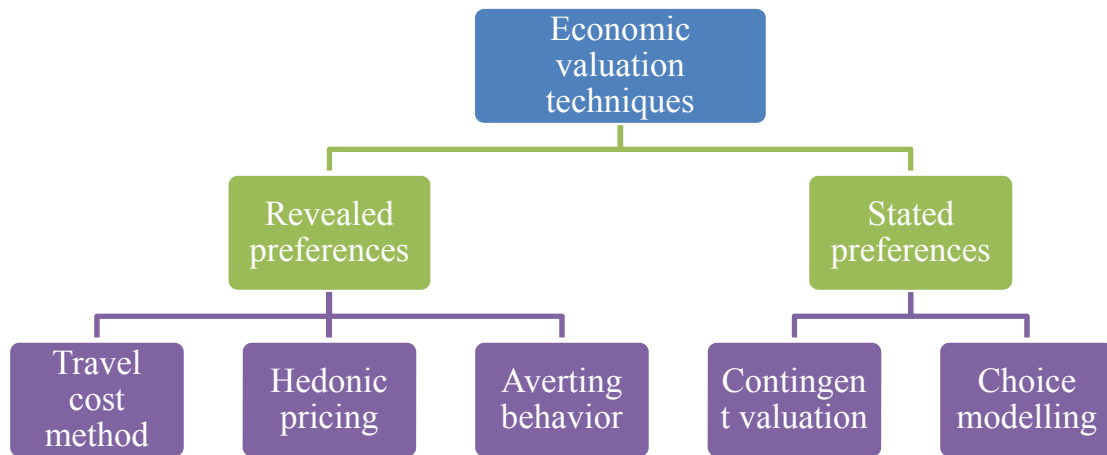 Economic
valuation
techniques
Revealed
preferences
Stated
preferences
Travel
cost
method
Hedonic
pricing
Averting
behavior
Contingen
t valuation
Choice
modelling